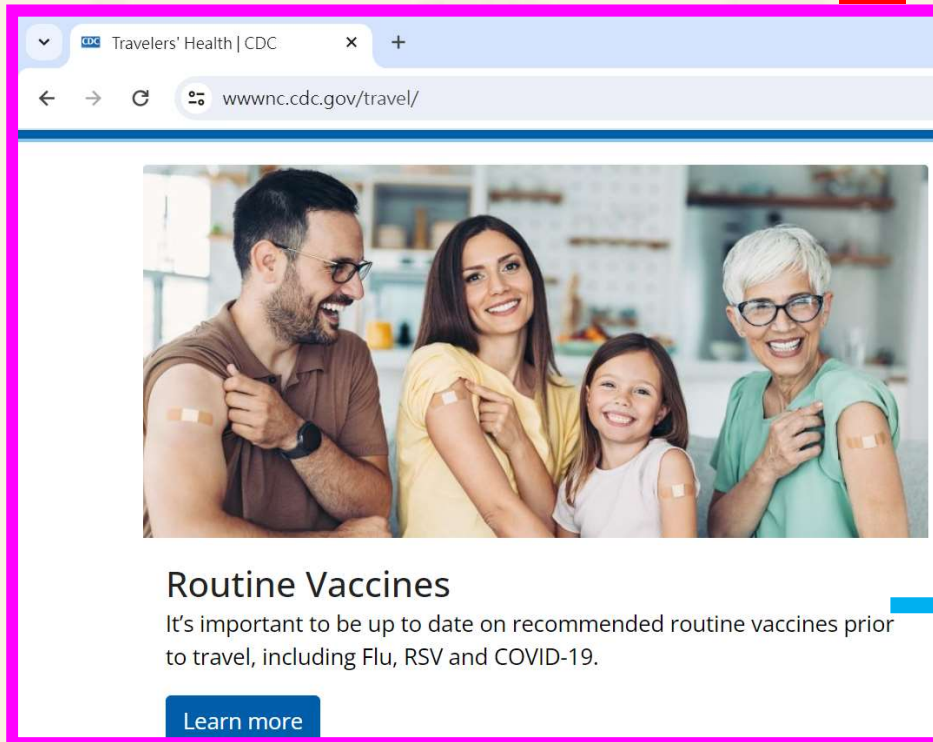 CDC Travelers' Health | CDC
wwwnc.cdc.gov/travel/
Routine Vaccines
It's important to be up to date on recommended routine vaccines prior
to travel, including Flu, RSV and COVID-19.
Learn more